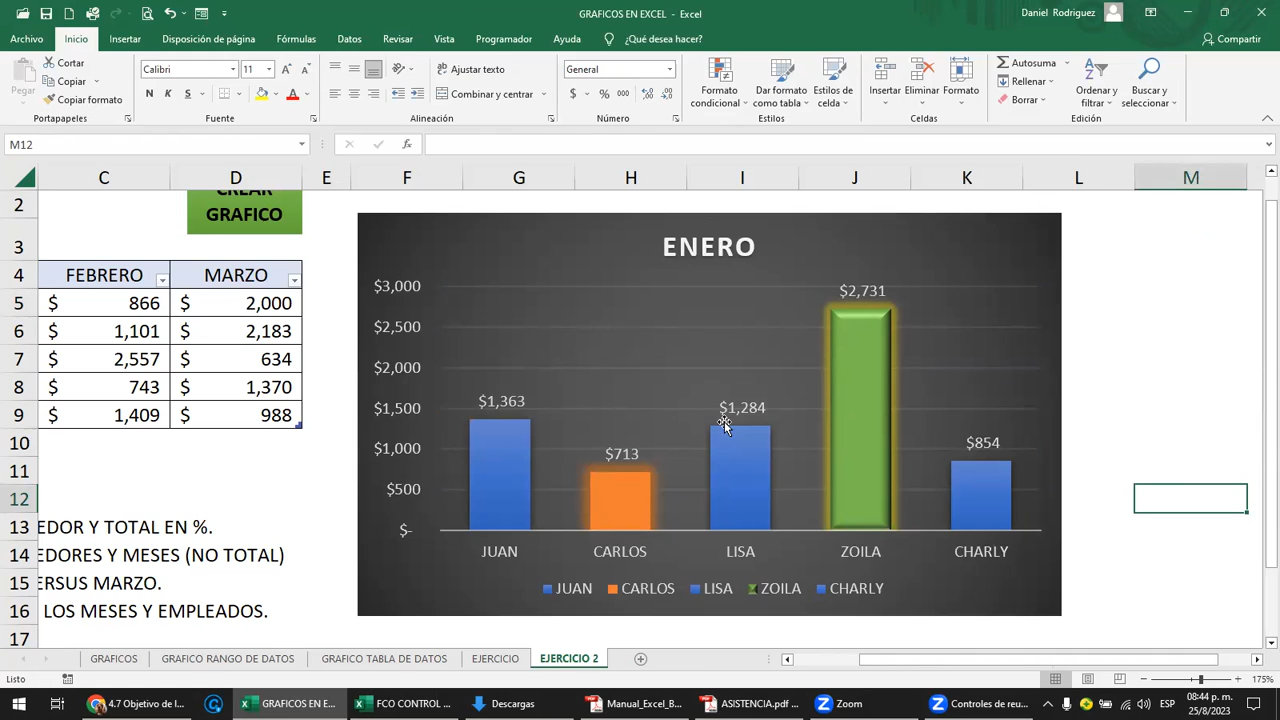 GRAFICOS EN EXCEL - Excel
Daniel Rodriguez
Archivo Inicio Insertar Disposición de página Fórmulas Datos Revisar Vista Programador Ayuda ¿Qué desea hacer? Compartir
Pegar
Cortar
Copiar
Copiar formato
Portapapeles
Calibri 11
N K S
Fuente
Ajustar texto
Combinar y centrar
Alineación
General
$ % 000
Número
Formato condicional
Dar formato como tabla
Estilos de celda
Estilos
Insertar Eliminar Formato
Celdas
Autosuma
Rellenar
Borrar
Ordenar y filtrar
Buscar y seleccionar
Edición
M12
fx
C D E F G H I J K L M
2
3
4
5
6
7
8
9
10
11
12
13
14
15
16
17
CREAR
GRAFICO
FEBRERO MARZO
$ 866 $ 2,000
$ 1,101 $ 2,183
$ 2,557 $ 634
$ 743 $ 1,370
$ 1,409 $ 988
EDOR Y TOTAL EN %.
EDORES Y MESES (NO TOTAL)
ERSUS MARZO.
LOS MESES Y EMPLEADOS.
ENERO
$3,000
$2,500
$2,000
$1,500
$1,000
$500
$-
$1,363
$713
$1,284
$2,731
$854
JUAN CARLOS LISA ZOILA CHARLY
JUAN CARLOS LISA ZOILA CHARLY
GRAFICOS GRAFICO RANGO DE DATOS GRAFICO TABLA DE DATOS EJERCICIO EJERCICIO 2
Listo
175%
4.7 Objetivo de l... GRAFICOS EN E... FCO CONTROL ... Descargas Manual_Excel_B... ASISTENCIA.pdf ... Zoom Controles de reu...
ESP
08:44 p. m.
25/8/2023